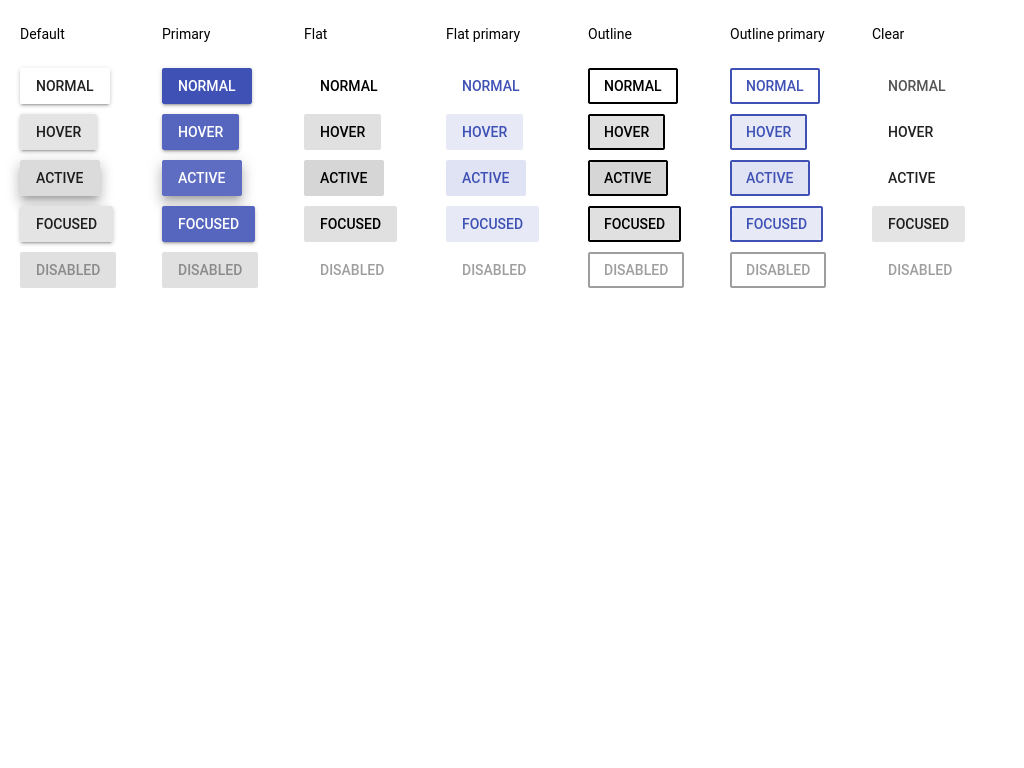 Default Primary Flat Flat primary Outline Outline primary Clear
NORMAL NORMAL NORMAL NORMAL NORMAL NORMAL NORMAL
HOVER HOVER HOVER HOVER HOVER HOVER HOVER
ACTIVE ACTIVE ACTIVE ACTIVE ACTIVE ACTIVE ACTIVE
FOCUSED FOCUSED FOCUSED FOCUSED FOCUSED FOCUSED FOCUSED
DISABLED DISABLED DISABLED DISABLED DISABLED DISABLED DISABLED